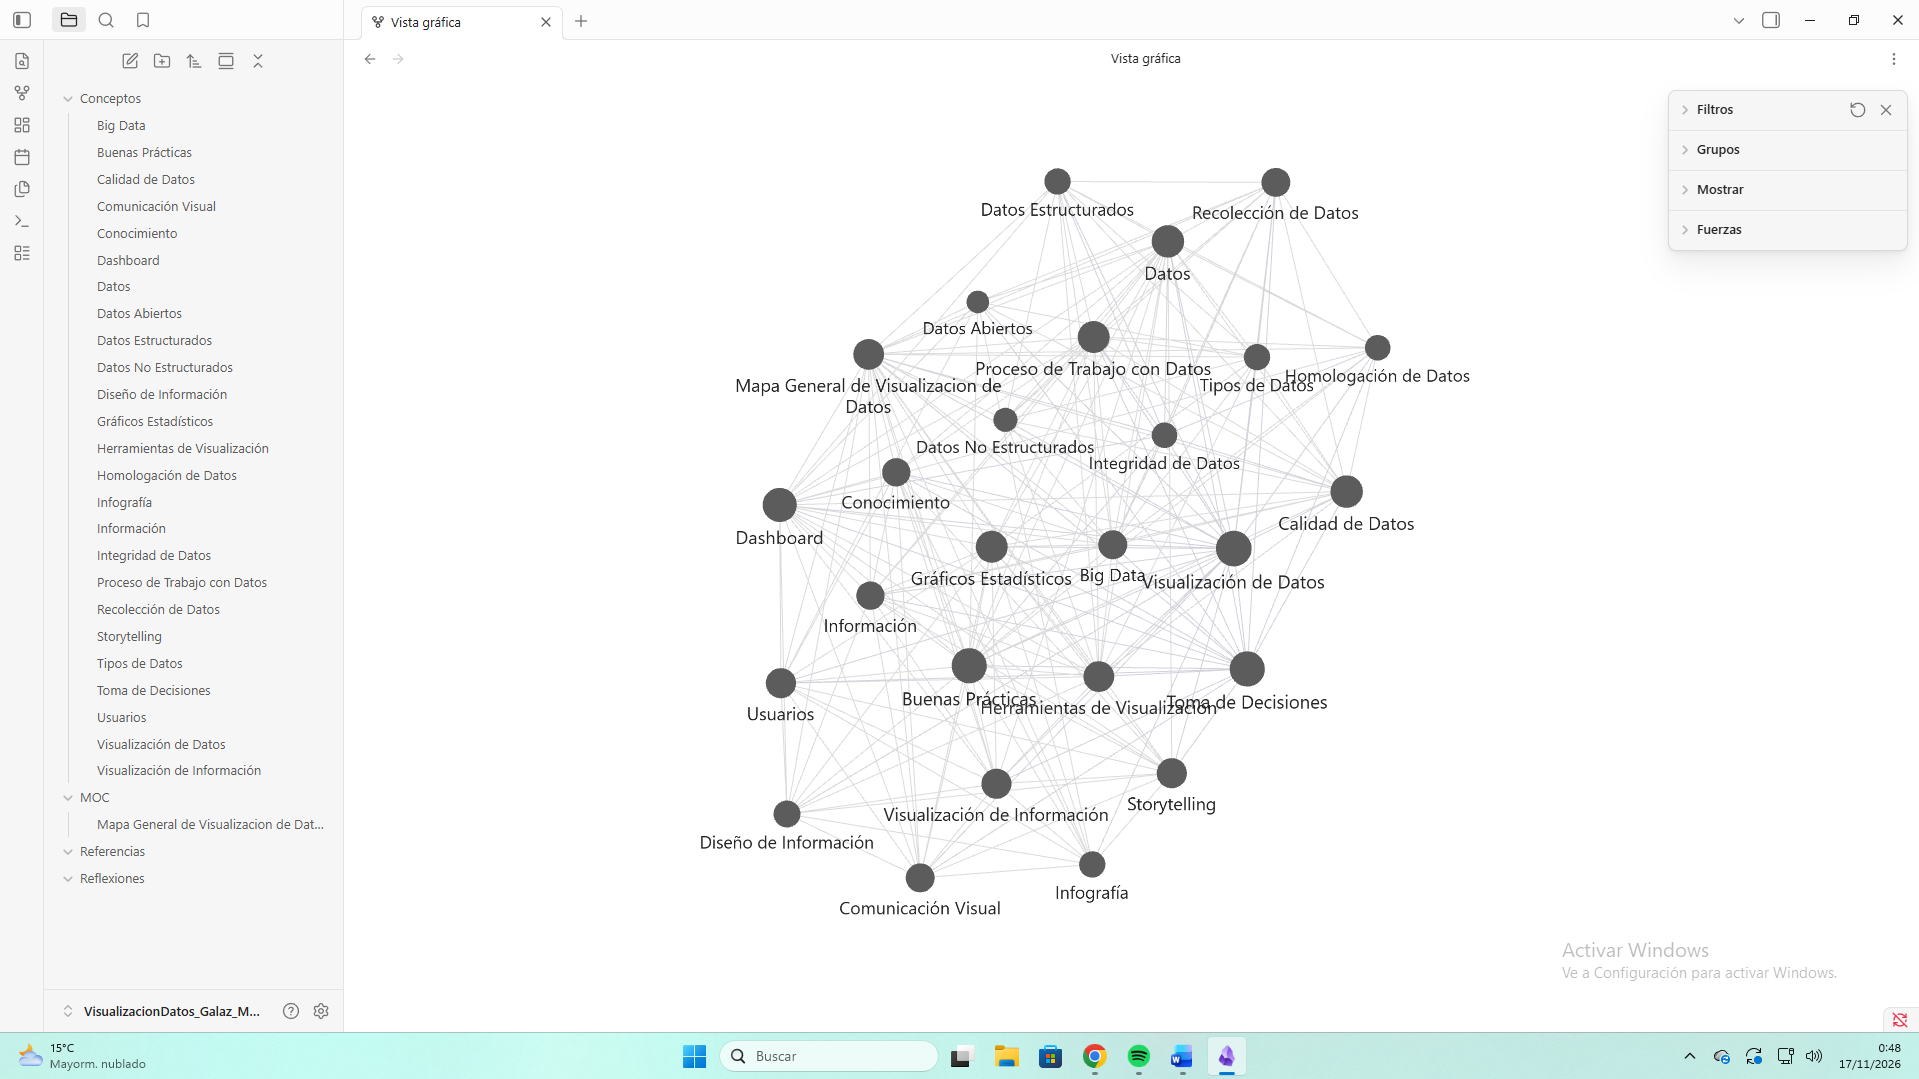 Vista gráfica
Vista gráfica
Conceptos
Big Data
Buenas Prácticas
Calidad de Datos
Comunicación Visual
Conocimiento
Dashboard
Datos
Datos Abiertos
Datos Estructurados
Datos No Estructurados
Diseño de Información
Gráficos Estadísticos
Herramientas de Visualización
Homologación de Datos
Infografía
Información
Integridad de Datos
Proceso de Trabajo con Datos
Recolección de Datos
Storytelling
Tipos de Datos
Toma de Decisiones
Usuarios
Visualización de Datos
Visualización de Información
MOC
Mapa General de Visualizacion de Dat...
Referencias
Reflexiones
VisualizacionDatos_Galaz_M...
Filtros
Grupos
Mostrar
Fuerzas
Datos Estructurados
Recolección de Datos
Datos
Datos Abiertos
Proceso de Trabajo con Datos
Tipos de Datos
Homologación de Datos
Mapa General de Visualizacion de
Datos
Datos No Estructurados
Integridad de Datos
Conocimiento
Dashboard
Calidad de Datos
Gráficos Estadísticos
Big Data
Visualización de Datos
Información
Buenas Prácticas
Herramientas de Visualización
Toma de Decisiones
Usuarios
Visualización de Información
Storytelling
Diseño de Información
Infografía
Comunicación Visual
Activar Windows
Ve a Configuración para activar Windows.
15°C
Mayorm. nublado
Buscar
0:48
17/11/2026